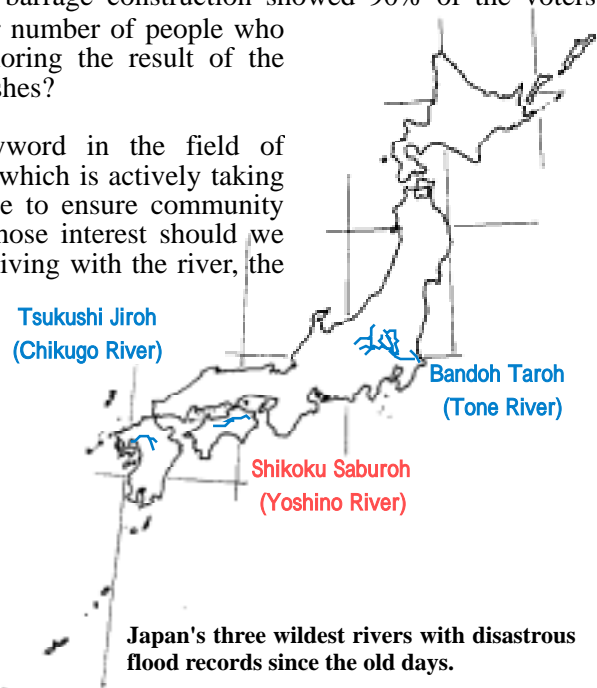 barrage construction showed 90% of the voters
number of people who
oring the result of the
shes?
yword in the field of
which is actively taking
e to ensure community
hose interest should we
iving with the river, the
Tsukushi Jiroh
(Chikugo River)
Bandoh Taroh
(Tone River)
Shikoku Saburoh
(Yoshino River)
Japan's three wildest rivers with disastrous
flood records since the old days.